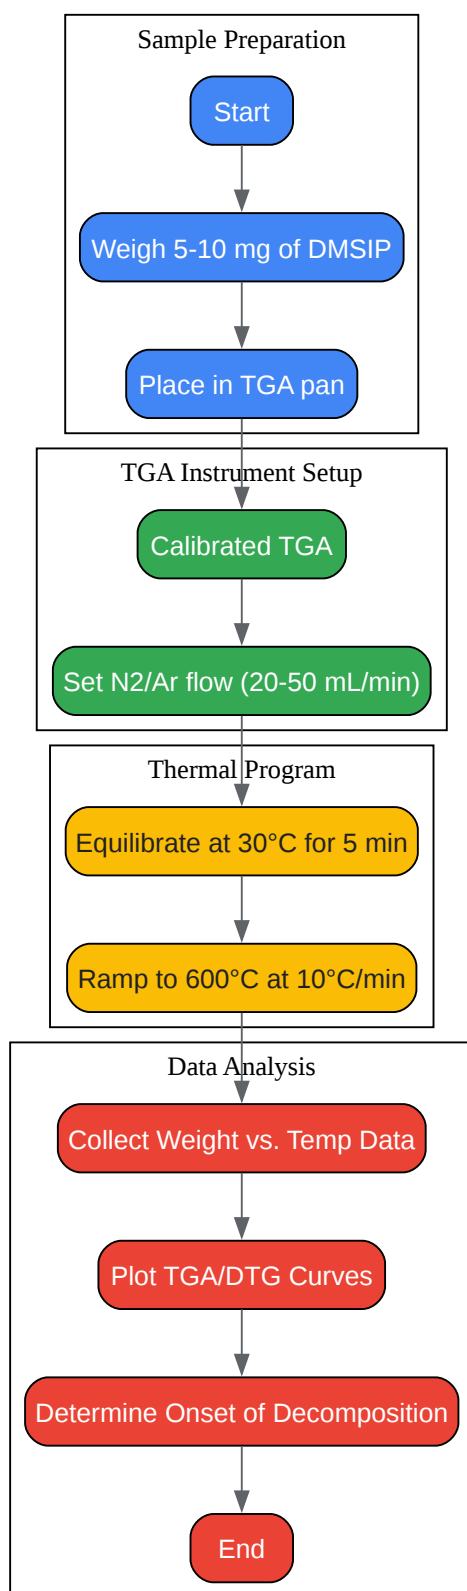 Sample Preparation
Start
Weigh 5-10 mg of DMSIP
Place in TGA pan
TGA Instrument Setup
Calibrated TGA
Set N2/Ar flow (20-50 mL/min)
Thermal Program
Equilibrate at 30°C for 5 min
Ramp to 600°C at 10°C/min
Data Analysis
Collect Weight vs. Temp Data
Plot TGA/DTG Curves
Determine Onset of Decomposition
End